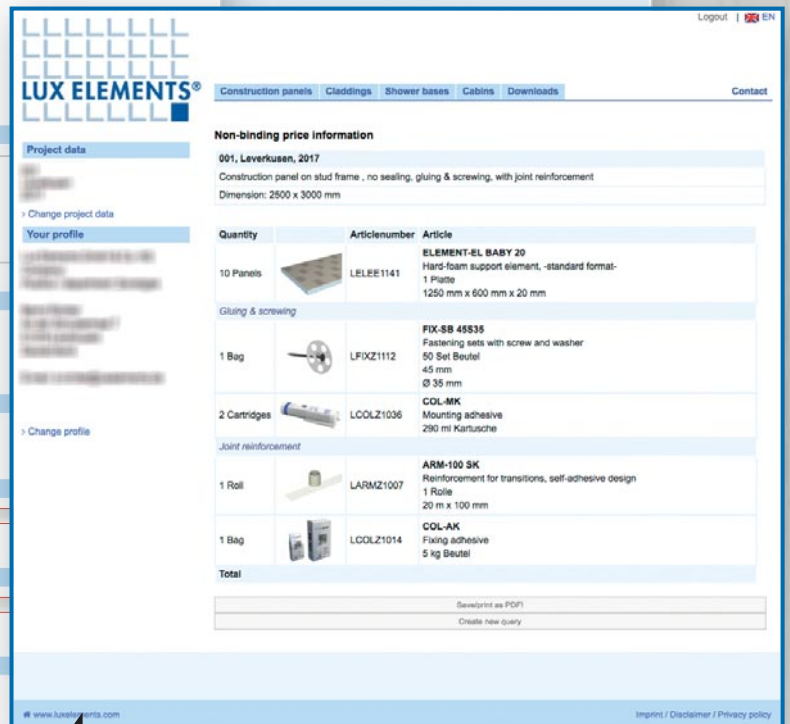 Logout | EN
LUX ELEMENTS®
Construction panels Claddings Shower bases Cabins Downloads Contact
Project data
> Change project data
Your profile
> Change profile
Non-binding price information
001, Leverkusen, 2017
Construction panel on stud frame , no sealing, gluing & screwing, with joint reinforcement
Dimension: 2500 x 3000 mm
Quantity Articlenumber Article
10 Panels LELEE1141 ELEMENT-EL BABY 20
Hard-foam support element, -standard format-
1 Platte
1250 mm x 600 mm x 20 mm
Gluing & screwing
1 Bag LFIXZ1112 FIX-SB 45S35
Fastening sets with screw and washer
50 Set Beutel
45 mm
Ø 35 mm
2 Cartridges LCOLZ1036 COL-MK
Mounting adhesive
290 ml Kartusche
Joint reinforcement
1 Roll LARMZ1007 ARM-100 SK
Reinforcement for transitions, self-adhesive design
1 Rolle
20 m x 100 mm
1 Bag LCOLZ1014 COL-AK
Fixing adhesive
5 kg Beutel
Total
Save/print as PDF!
Create new query
www.luxelements.com
Imprint / Disclaimer / Privacy policy